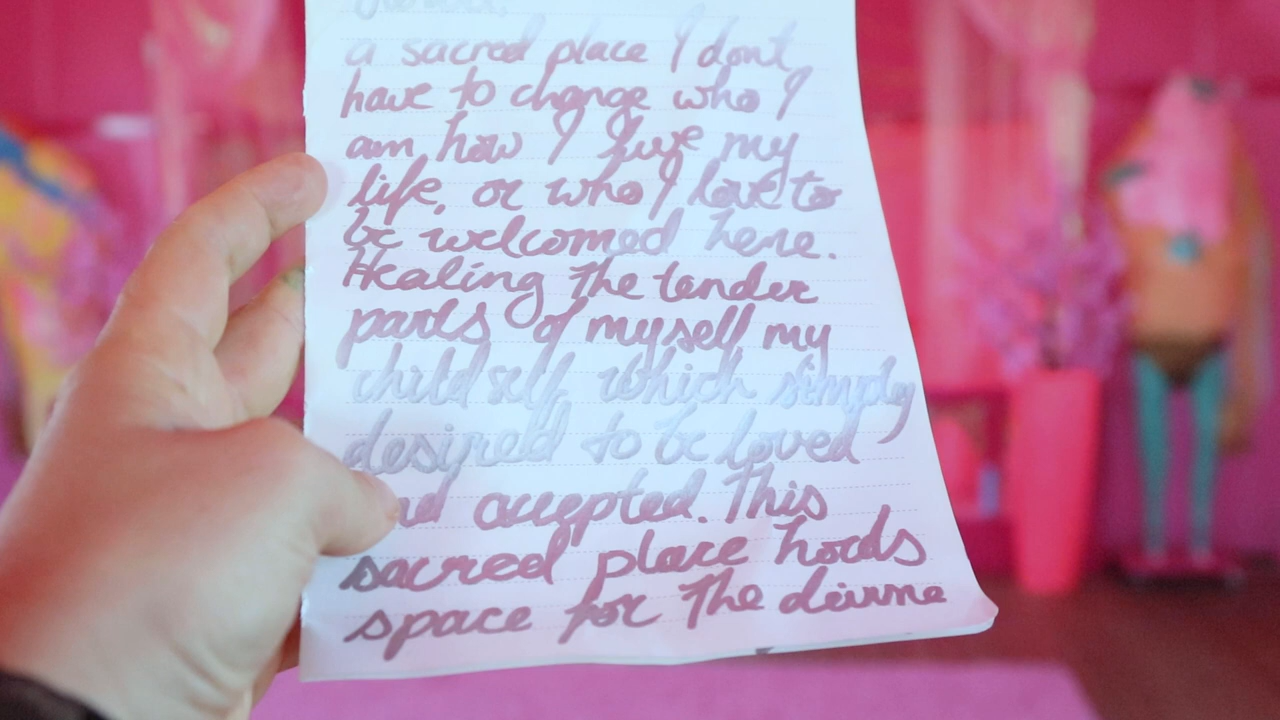 a sacred place I dont
have to change who I
am how I live my
life, or who I love to
be welcomed here.
Healing the tender
parts of myself my
child self which simply
desired to be loved
and accepted. This
sacred place holds
space for the divine